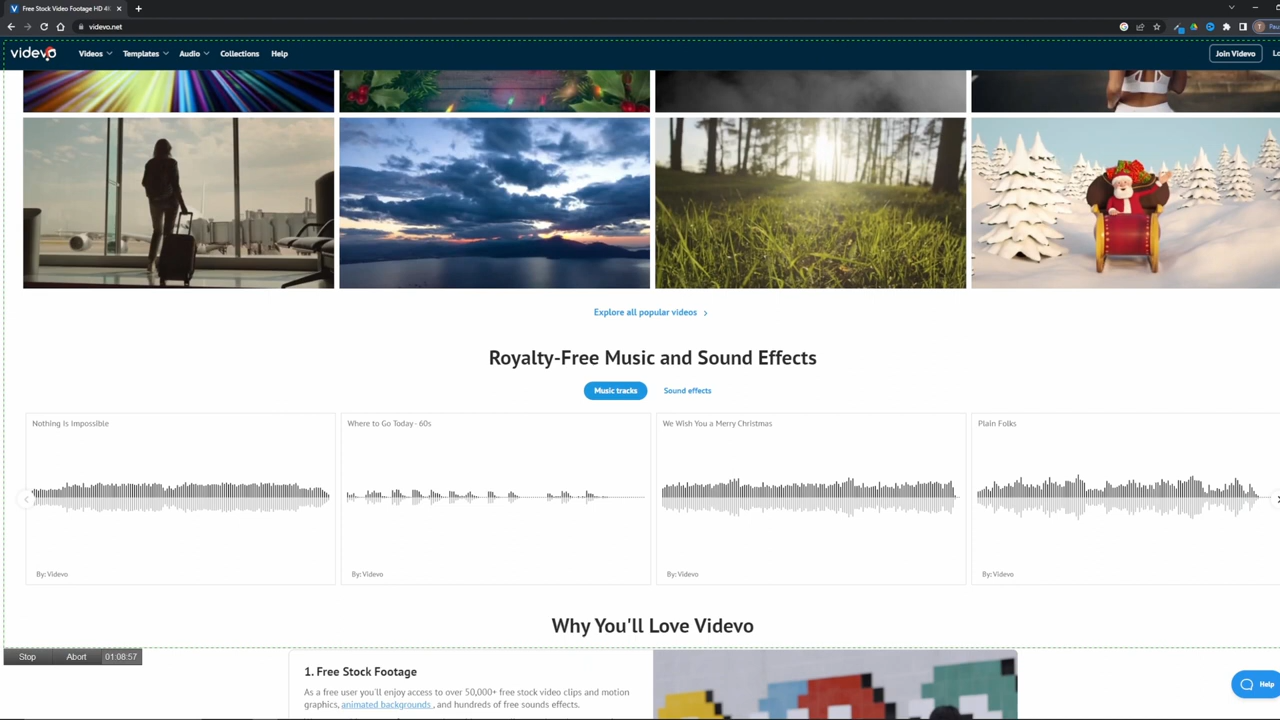 Free Stock Video Footage HD 4K
videvo.net
Pau
videvo
Videos
Templates
Audio
Collections
Help
Join Videvo
Lo
Explore all popular videos
Royalty-Free Music and Sound Effects
Music tracks
Sound effects
Nothing Is Impossible
Where to Go Today - 60s
We Wish You a Merry Christmas
Plain Folks
By: Videvo
By: Videvo
By: Videvo
By: Videvo
Why You'll Love Videvo
Stop
Abort
01:08:57
1. Free Stock Footage
As a free user you'll enjoy access to over 50,000+ free stock video clips and motion
graphics, animated backgrounds , and hundreds of free sounds effects.
Help